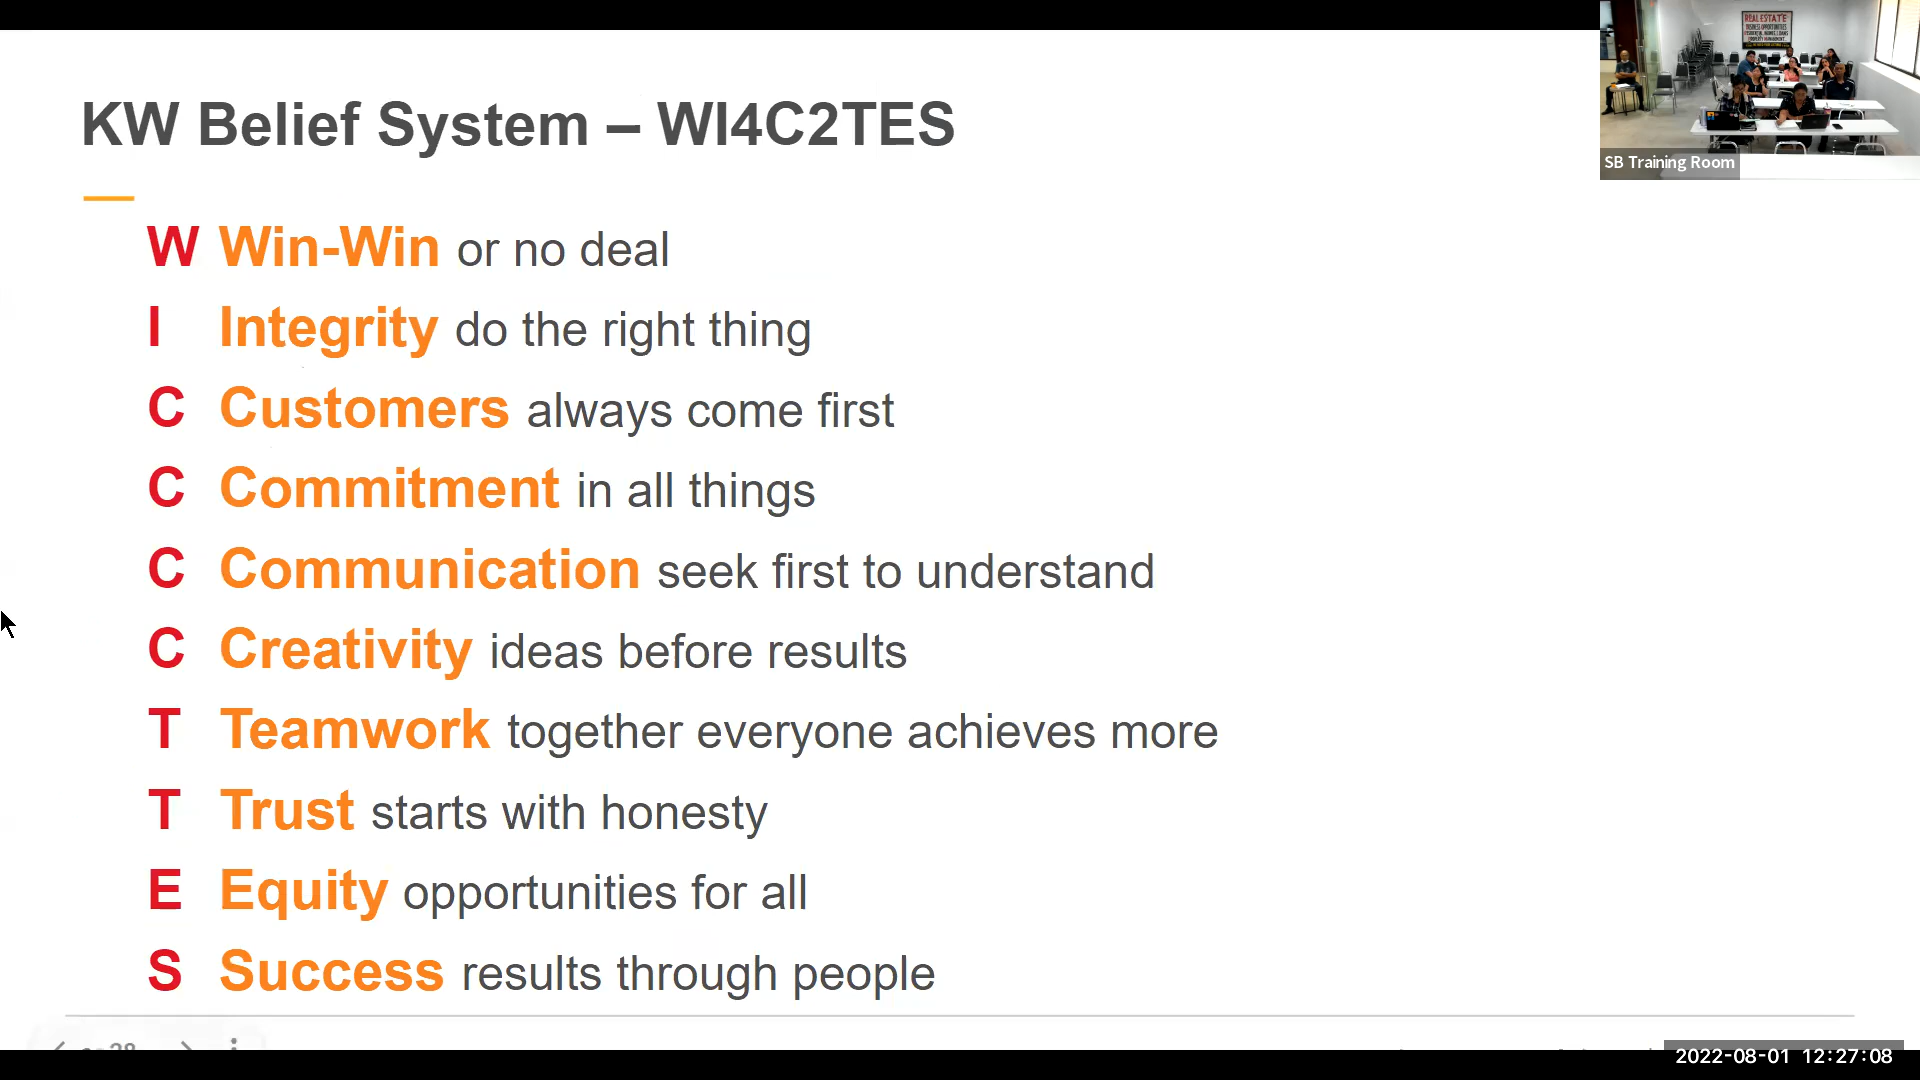 KW Belief System – WI4C2TES
W Win-Win or no deal
I Integrity do the right thing
C Customers always come first
C Commitment in all things
C Communication seek first to understand
C Creativity ideas before results
T Teamwork together everyone achieves more
T Trust starts with honesty
E Equity opportunities for all
S Success results through people
REAL ESTATE
SB Training Room
2022-08-01 12:27:08